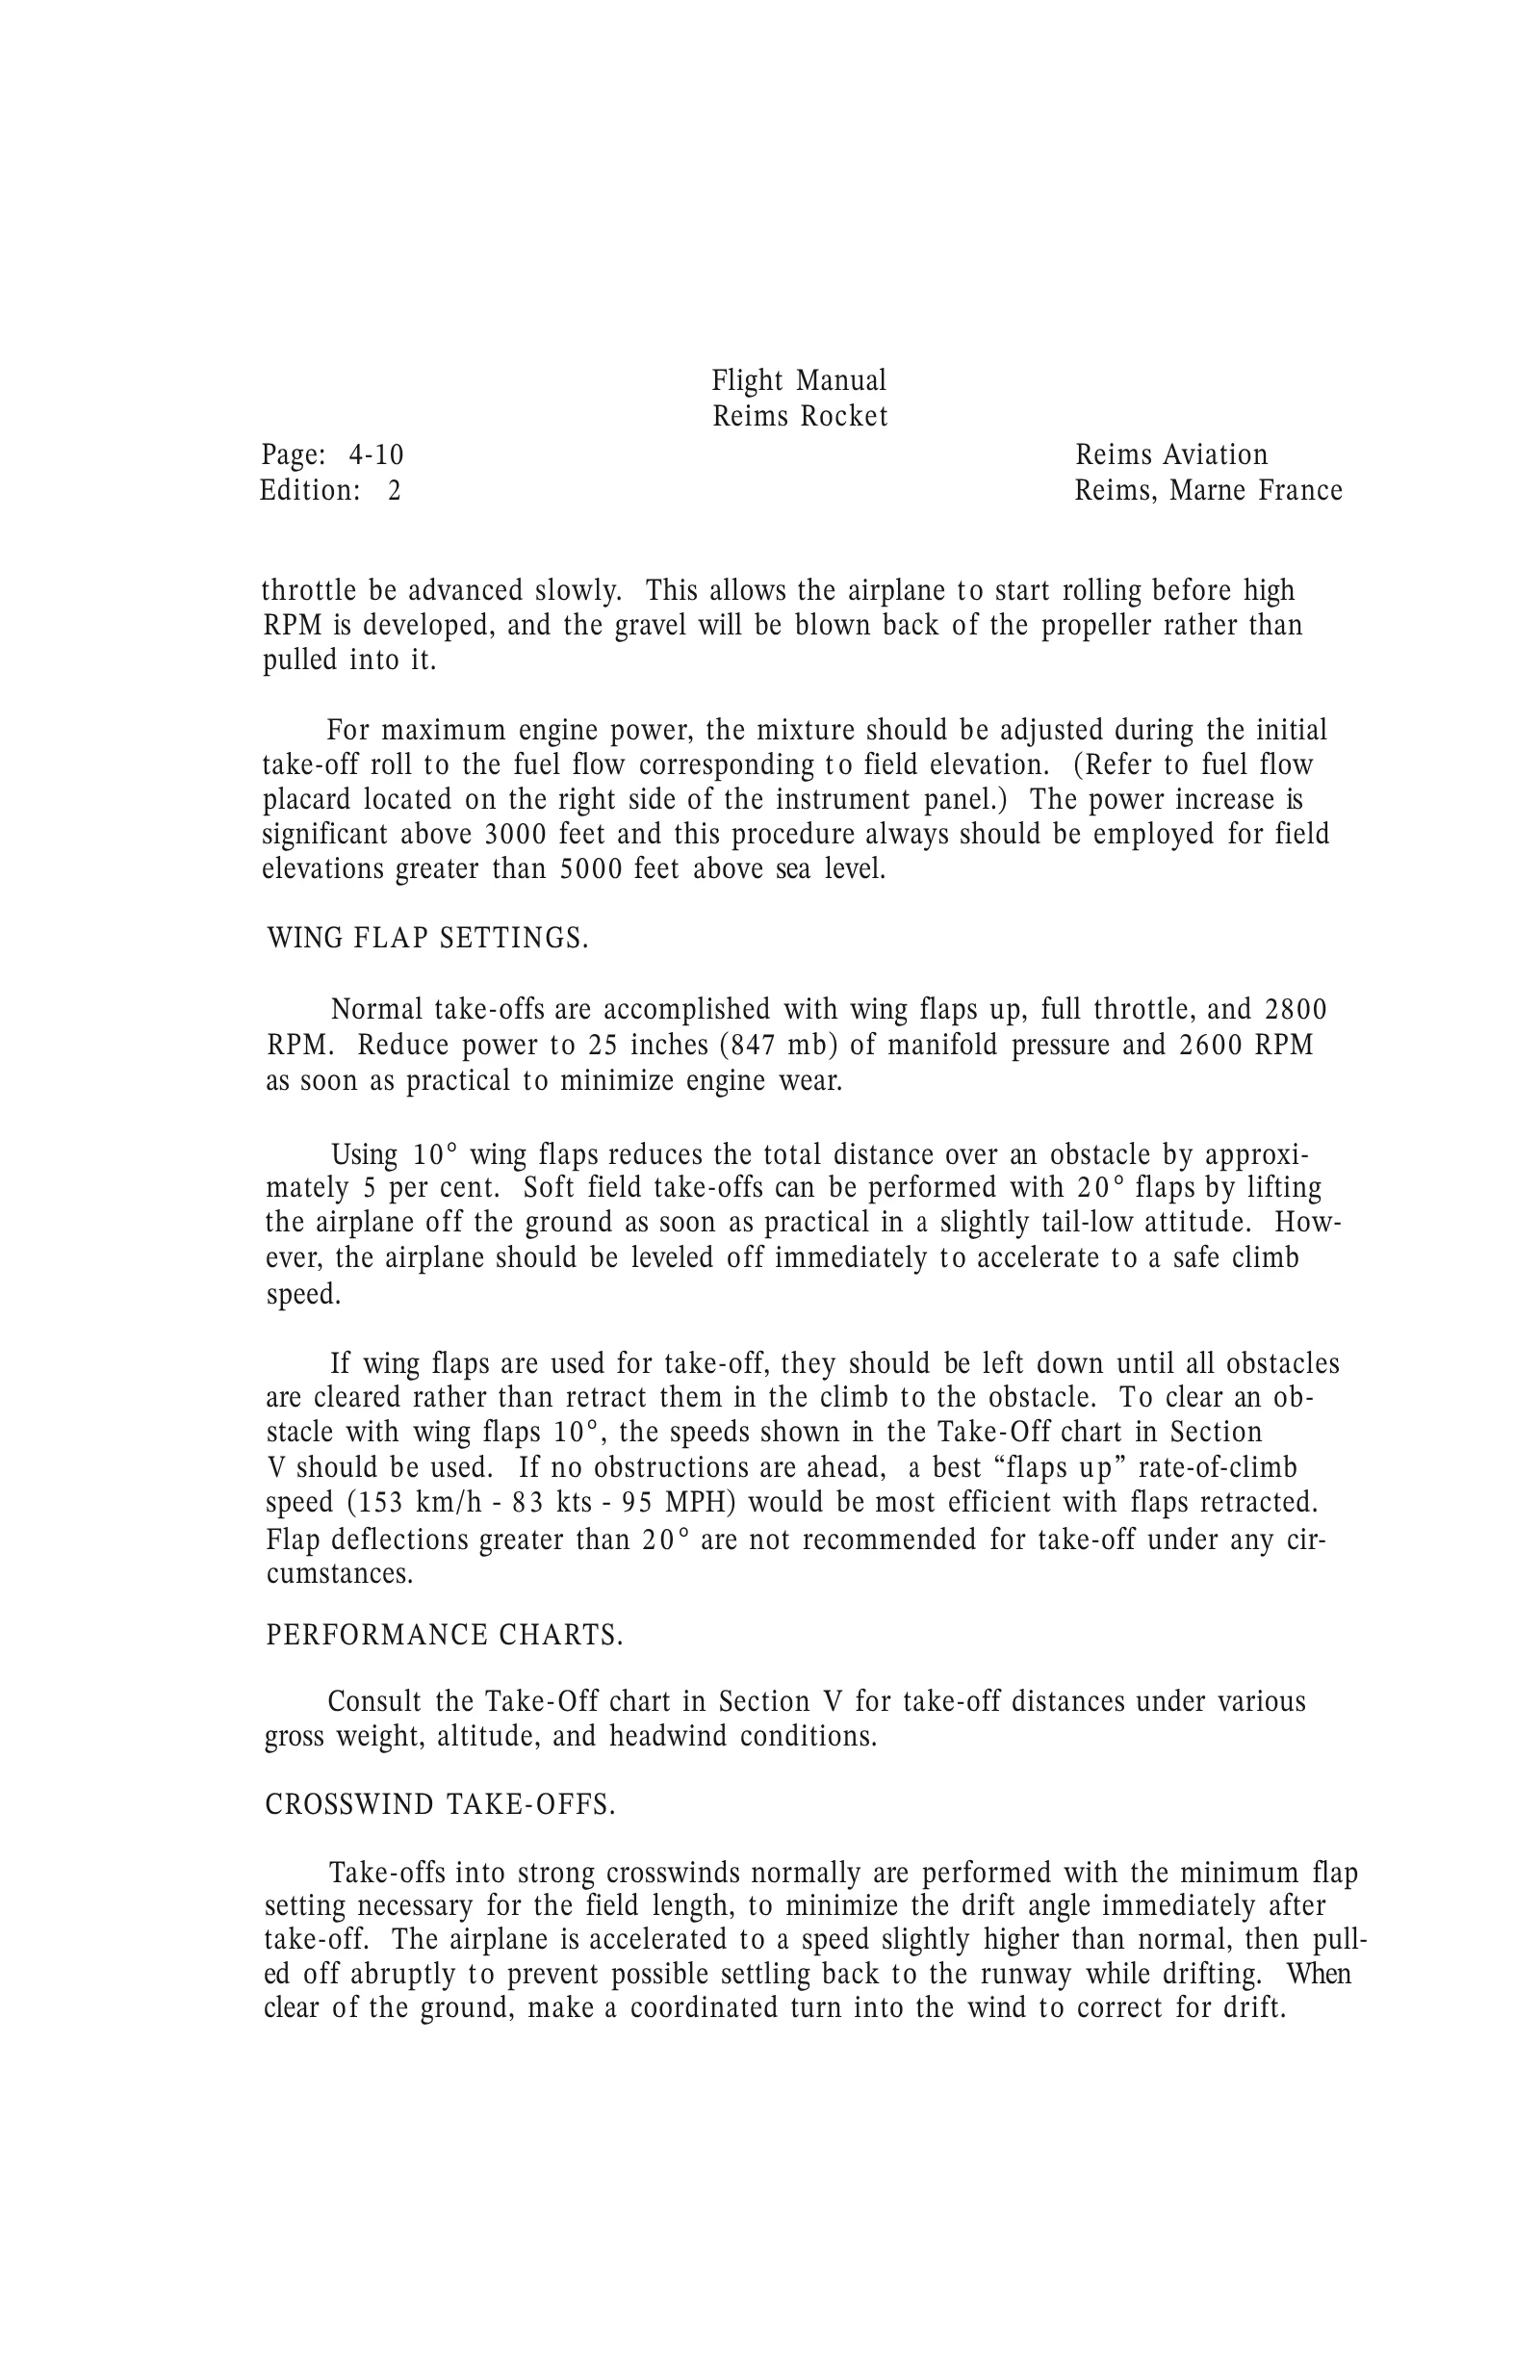 Flight Manual
Reims Rocket
Page: 4-10
Reims Aviation
Edition: 2
Reims, Marne France
throttle be advanced slowly. This allows the airplane to start rolling before high
RPM is developed, and the gravel will be blown back of the propeller rather than
pulled into it.
For maximum engine power, the mixture should be adjusted during the initial
take-off roll to the fuel flow corresponding to field elevation. (Refer to fuel flow
placard located on the right side of the instrument panel.) The power increase is
significant above 3000 feet and this procedure always should be employed for field
elevations greater than 5000 feet above sea level.
WING FLAP SETTINGS.
Normal take-offs are accomplished with wing flaps up, full throttle, and 2800
RPM. Reduce power to 25 inches (847 mb) of manifold pressure and 2600 RPM
as soon as practical to minimize engine wear.
Using 10° wing flaps reduces the total distance over an obstacle by approxi-
mately 5 per cent. Soft field take-offs can be performed with 20° flaps by lifting
the airplane off the ground as soon as practical in a slightly tail-low attitude. How-
ever, the airplane should be leveled off immediately to accelerate to a safe climb
speed.
If wing flaps are used for take-off, they should be left down until all obstacles
are cleared rather than retract them in the climb to the obstacle. To clear an ob-
stacle with wing flaps 10°, the speeds shown in the Take-Off chart in Section
V should be used. If no obstructions are ahead, a best “flaps up” rate-of-climb
speed (153 km/h - 83 kts - 95 MPH) would be most efficient with flaps retracted.
Flap deflections greater than 20° are not recommended for take-off under any cir-
cumstances.
PERFORMANCE CHARTS.
Consult the Take-Off chart in Section V for take-off distances under various
gross weight, altitude, and headwind conditions.
CROSSWIND TAKE-OFFS.
Take-offs into strong crosswinds normally are performed with the minimum flap
setting necessary for the field length, to minimize the drift angle immediately after
take-off. The airplane is accelerated to a speed slightly higher than normal, then pull-
ed off abruptly to prevent possible settling back to the runway while drifting. When
clear of the ground, make a coordinated turn into the wind to correct for drift.